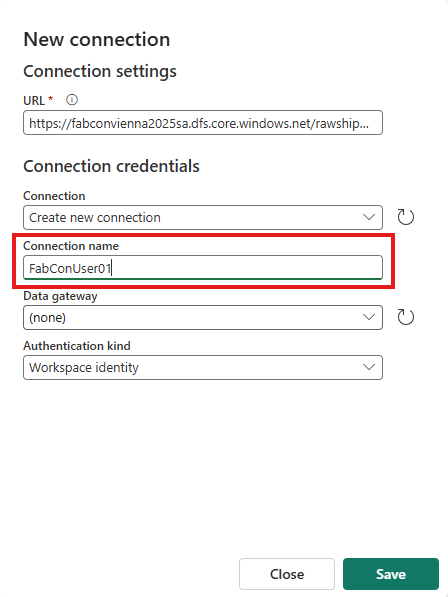 New connection
Connection settings
URL *
https://fabconvienna2025sa.dfs.core.windows.net/rawship...
Connection credentials
Connection
Create new connection
Connection name
FabConUser01
Data gateway
(none)
Authentication kind
Workspace identity
Close Save